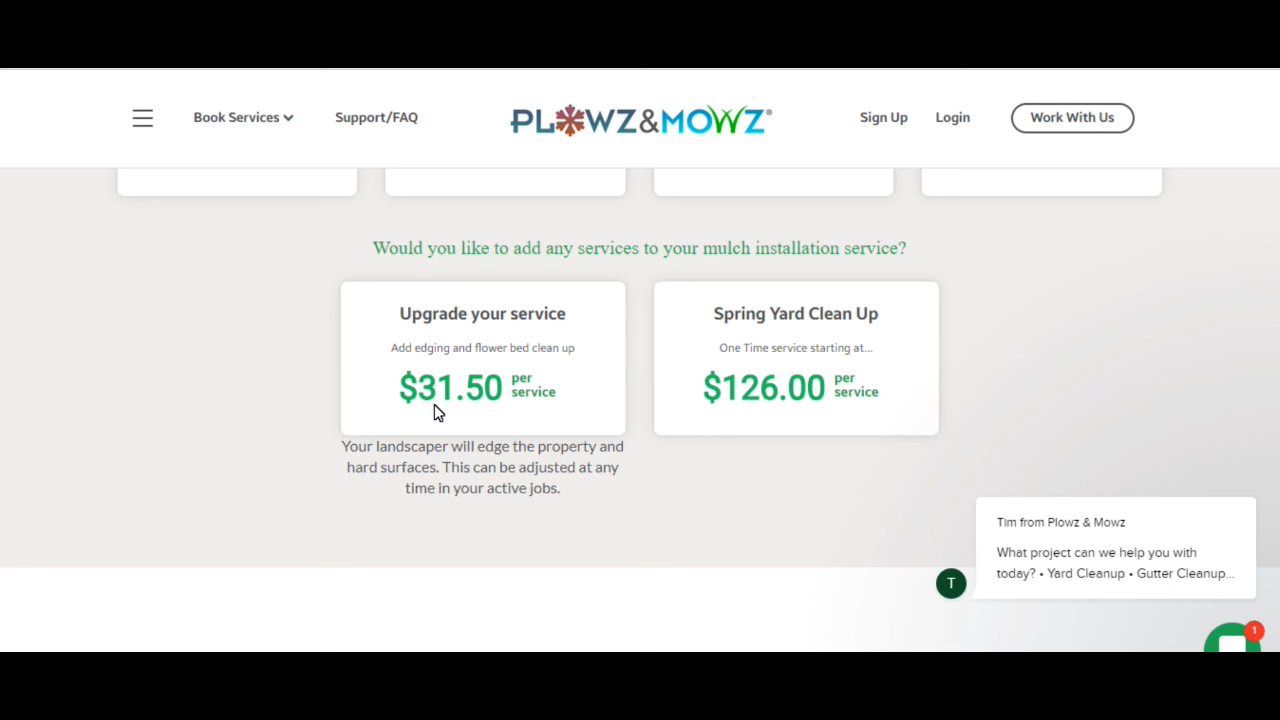 Book Services
Support/FAQ
PLOWZ&MOWZ®
Sign Up
Login
Work With Us
Would you like to add any services to your mulch installation service?
Upgrade your service
Add edging and flower bed clean up
$31.50 per
service
Your landscaper will edge the property and
hard surfaces. This can be adjusted at any
time in your active jobs.
Spring Yard Clean Up
One Time service starting at...
$126.00 per
service
Tim from Plowz & Mowz
What project can we help you with
today? • Yard Cleanup • Gutter Cleanup...
T
1